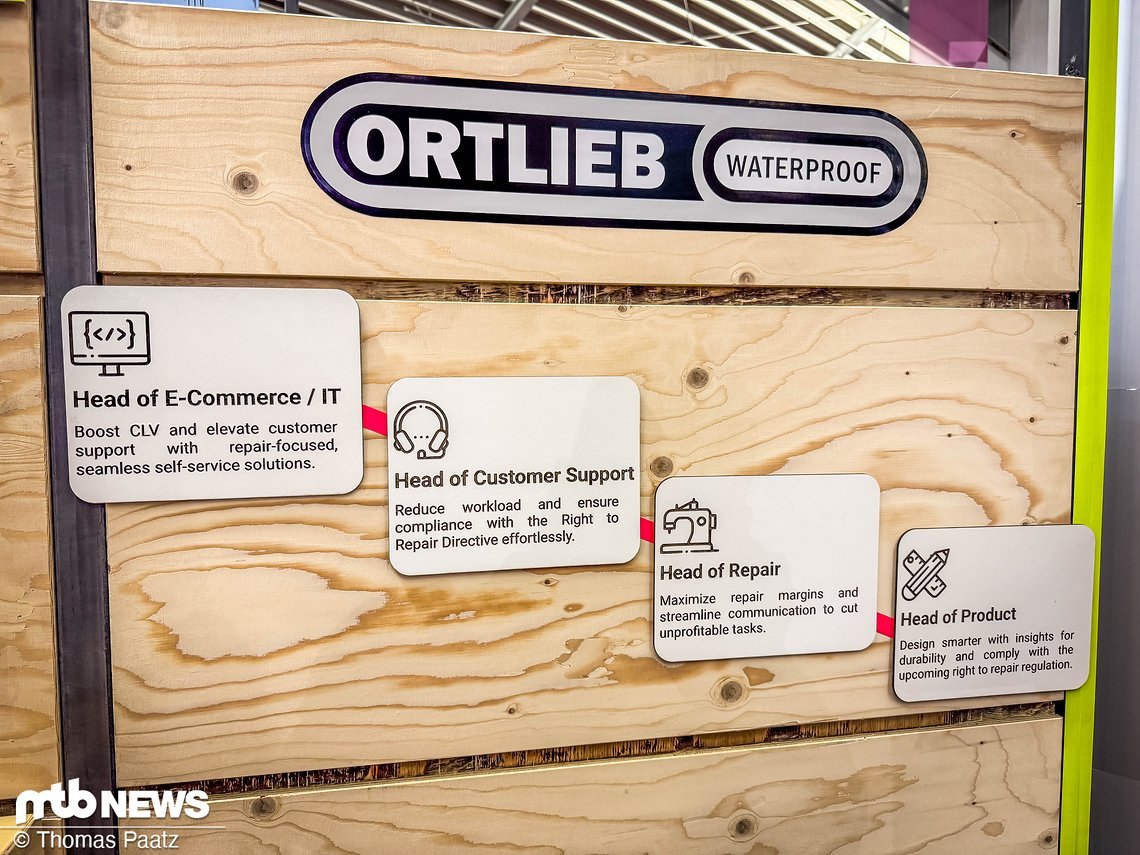 ORTLIEB WATERPROOF
</>
Head of E-Commerce / IT
Boost CLV and elevate customer
support with repair-focused,
seamless self-service solutions.
Head of Customer Support
Reduce workload and ensure
compliance with the Right to
Repair Directive effortlessly.
Head of Repair
Maximize repair margins and
streamline communication to cut
unprofitable tasks.
Head of Product
Design smarter with insights for
durability and comply with the
upcoming right to repair regulation.
mtb NEWS
© Thomas Paatz